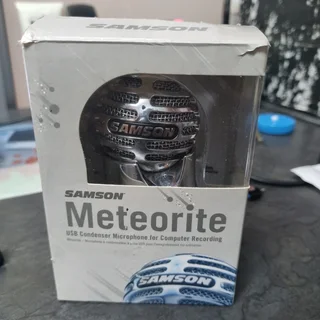 SAMSON
SAMSON
SAMSON
Meteorite
USB Condenser Microphone for Computer Recording
SAMSON